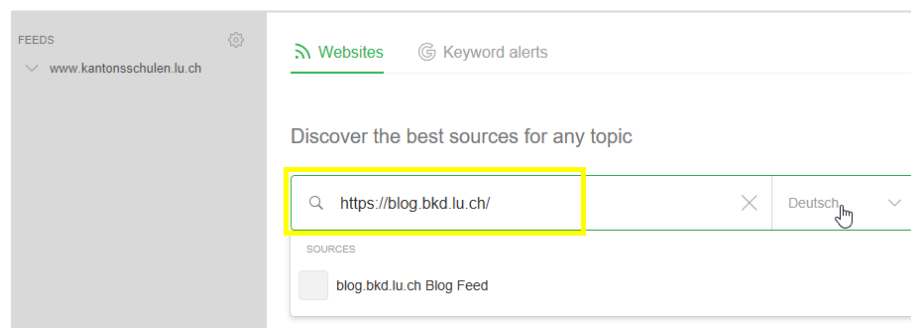 FEEDS
www.kantonsschulen.lu.ch
Websites
Keyword alerts
Discover the best sources for any topic
https://blog.bkd.lu.ch/
Deutsch
SOURCES
blog.bkd.lu.ch Blog Feed